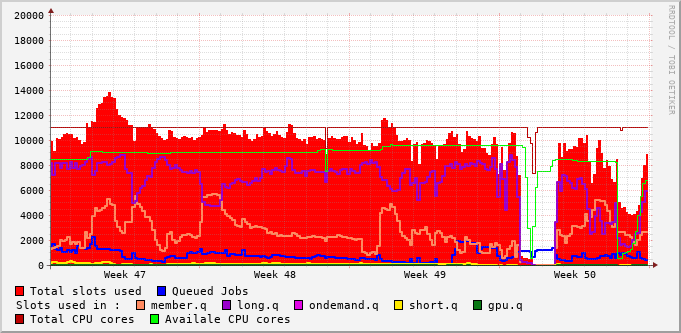 20000
18000
16000
14000
12000
10000
8000
6000
4000
2000
0
Week 47 Week 48 Week 49 Week 50
Total slots used Queued Jobs
Slots used in : member.q long.q ondemand.q short.q gpu.q
Total CPU cores Availale CPU cores
RRDTOOL / TOBI OETIKER